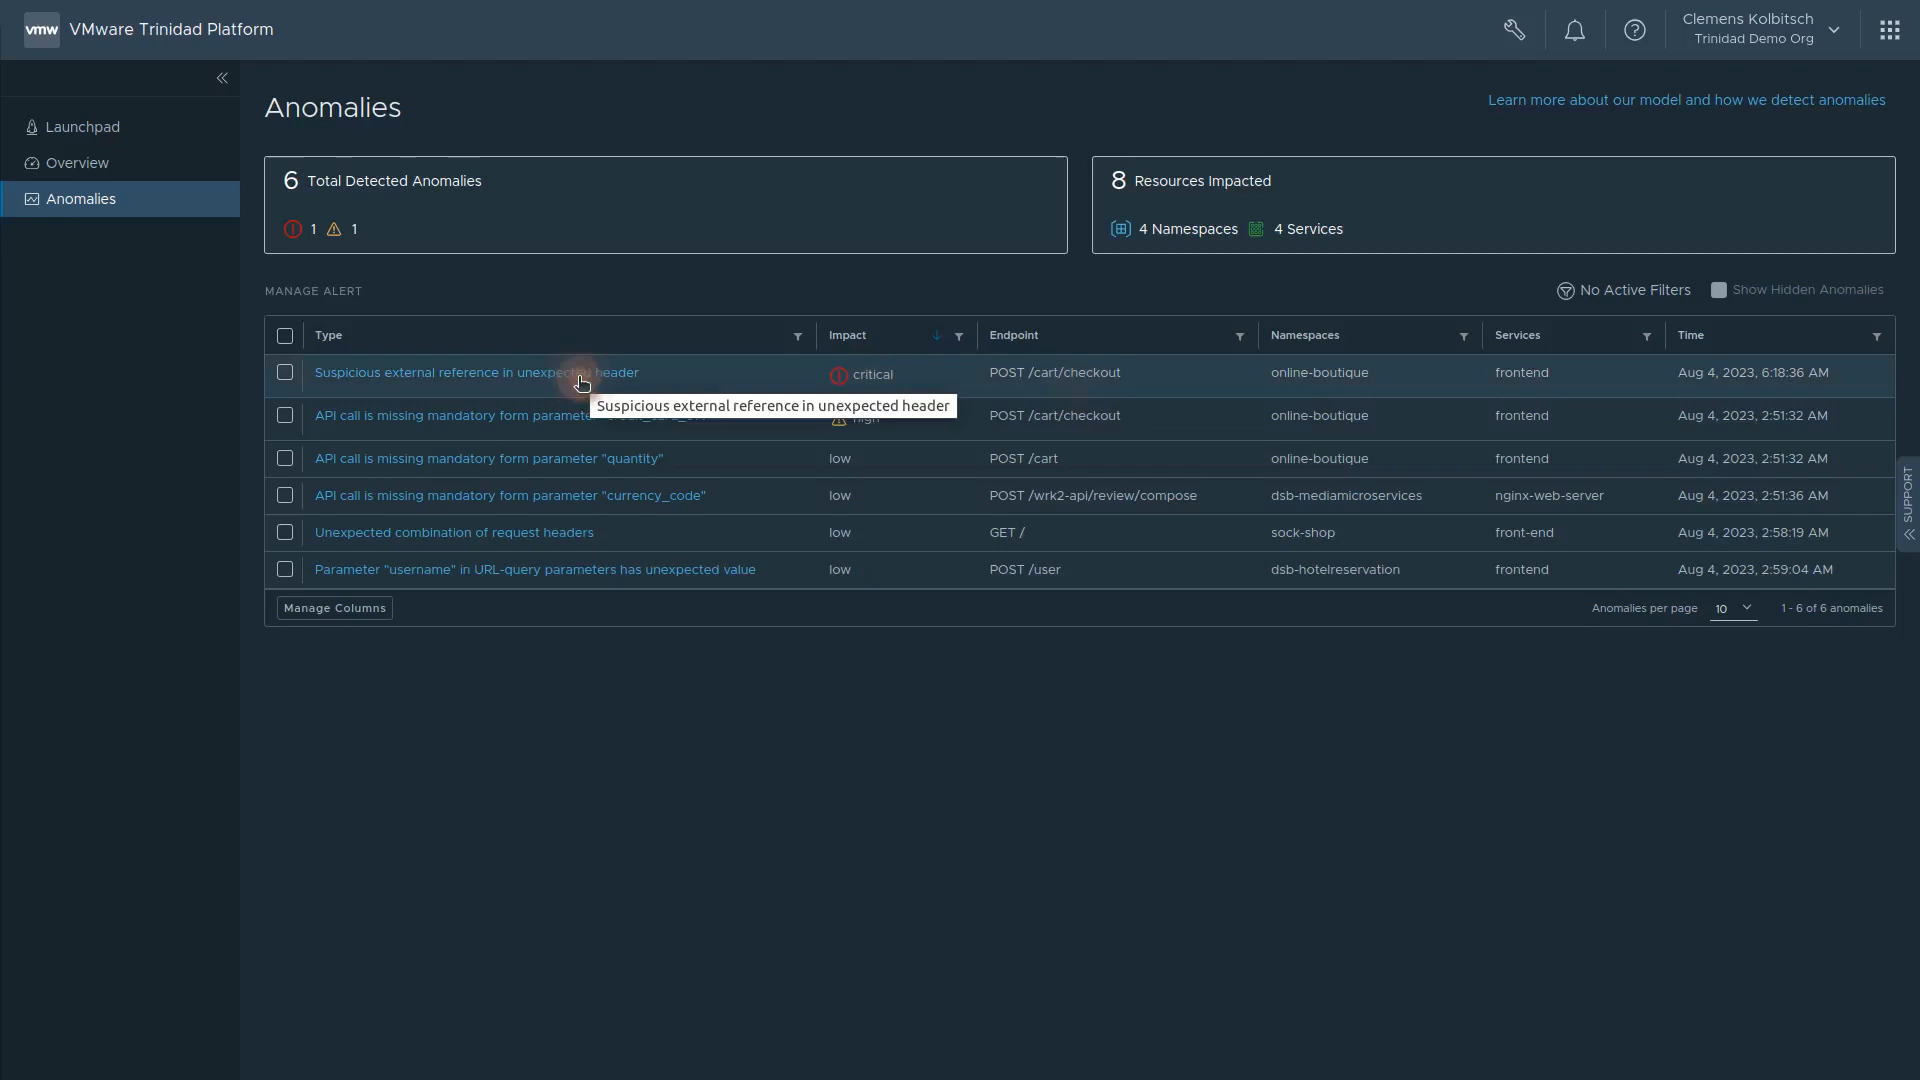 vmw VMware Trinidad Platform
Clemens Kolbitsch
Trinidad Demo Org
Launchpad
Overview
Anomalies
Anomalies
Learn more about our model and how we detect anomalies
6 Total Detected Anomalies
1 1
8 Resources Impacted
4 Namespaces 4 Services
MANAGE ALERT
No Active Filters Show Hidden Anomalies
Type Impact Endpoint Namespaces Services Time
Suspicious external reference in unexpected header critical POST /cart/checkout online-boutique frontend Aug 4, 2023, 6:18:36 AM
Suspicious external reference in unexpected header
API call is missing mandatory form parameter high POST /cart/checkout online-boutique frontend Aug 4, 2023, 2:51:32 AM
API call is missing mandatory form parameter "quantity" low POST /cart online-boutique frontend Aug 4, 2023, 2:51:32 AM
API call is missing mandatory form parameter "currency_code" low POST /wrk2-api/review/compose dsb-mediamicroservices nginx-web-server Aug 4, 2023, 2:51:36 AM
Unexpected combination of request headers low GET / sock-shop front-end Aug 4, 2023, 2:58:19 AM
Parameter "username" in URL-query parameters has unexpected value low POST /user dsb-hotelreservation frontend Aug 4, 2023, 2:59:04 AM
Manage Columns
Anomalies per page 10 1 - 6 of 6 anomalies
SUPPORT